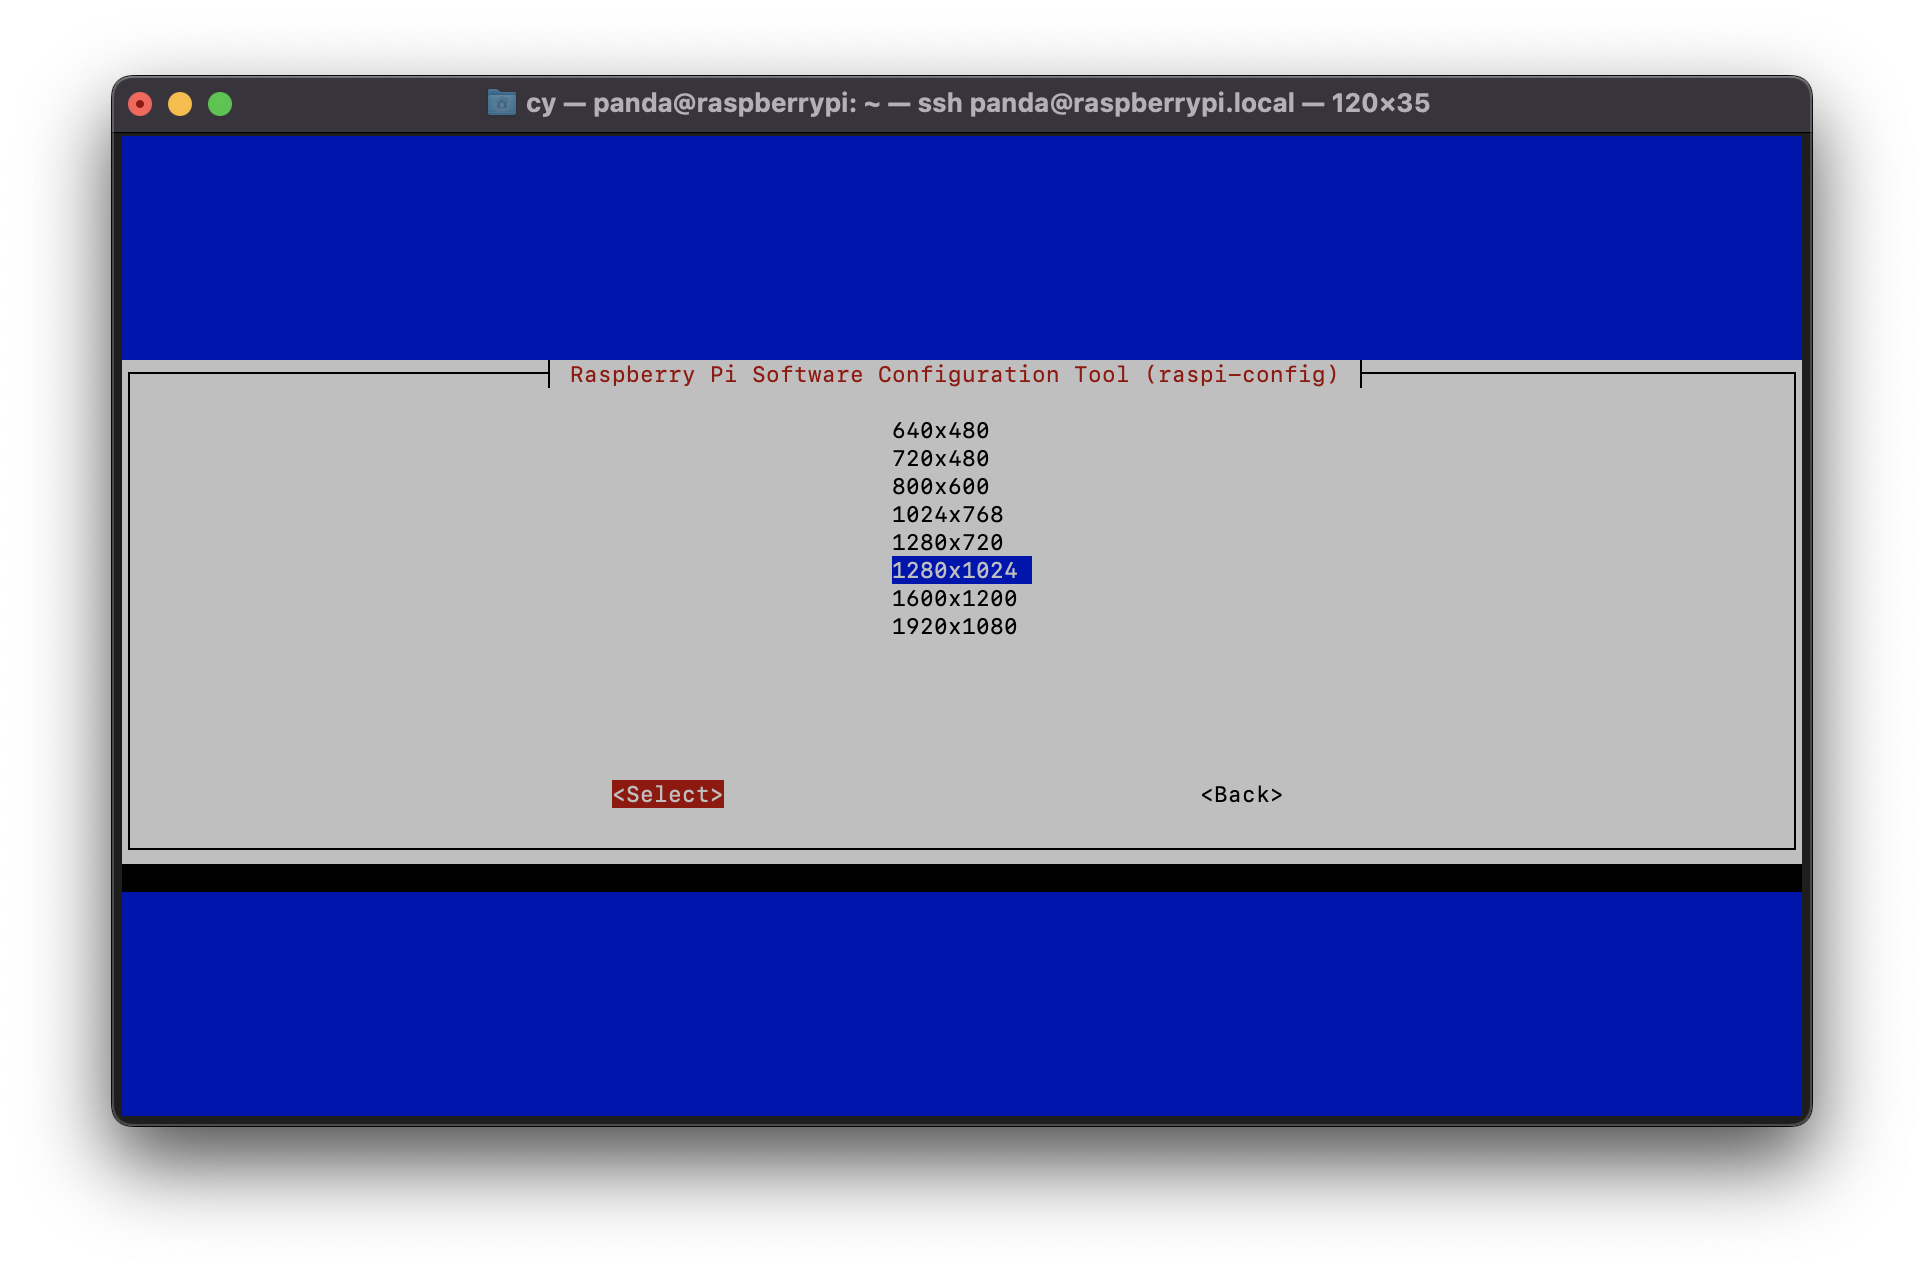 cy — panda@raspberrypi: ~ — ssh panda@raspberrypi.local — 120×35
Raspberry Pi Software Configuration Tool (raspi-config)
640x480
720x480
800x600
1024x768
1280x720
1280x1024
1600x1200
1920x1080
<Select> <Back>